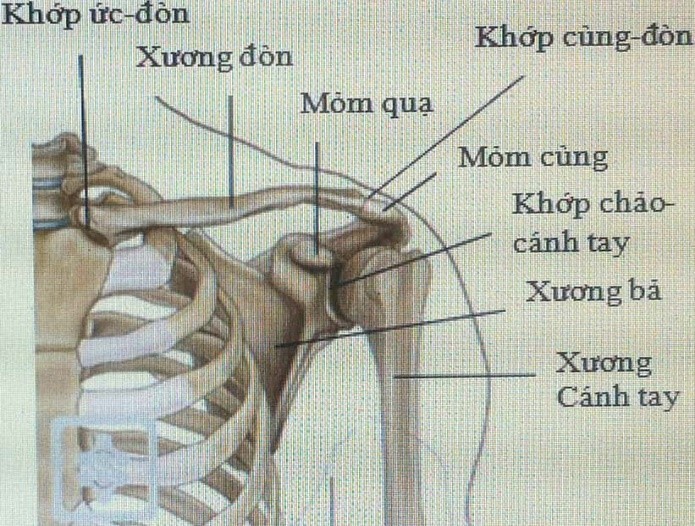 Khớp ức-đòn
Xương đòn
Khớp cùng-đòn
Mỏm quạ
Mỏm cùng
Khớp chảo-
cánh tay
Xương bả
Xương
Cánh tay